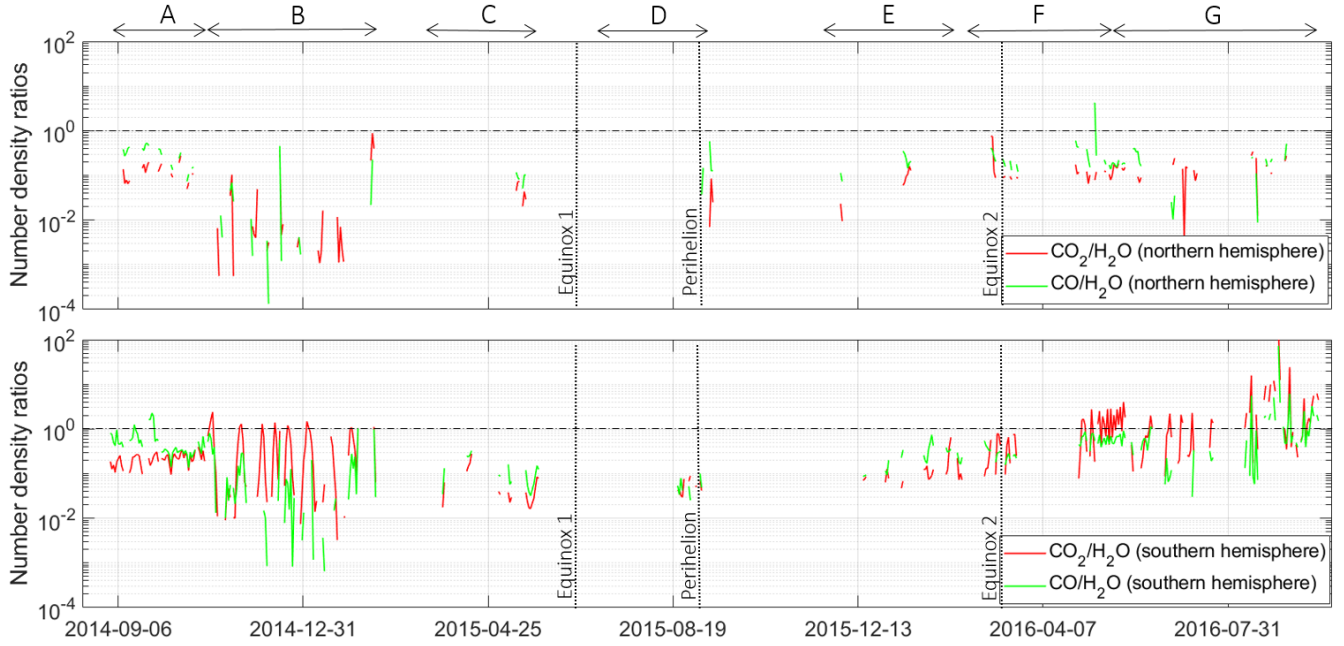 A B C D E F G
Number density ratios
10^2
10^0
10^-2
10^-4
Equinox 1
Perihelion
Equinox 2
CO₂/H₂O (northern hemisphere)
CO/H₂O (northern hemisphere)
Number density ratios
10^2
10^0
10^-2
10^-4
Equinox 1
Perihelion
Equinox 2
CO₂/H₂O (southern hemisphere)
CO/H₂O (southern hemisphere)
2014-09-06 2014-12-31 2015-04-25 2015-08-19 2015-12-13 2016-04-07 2016-07-31